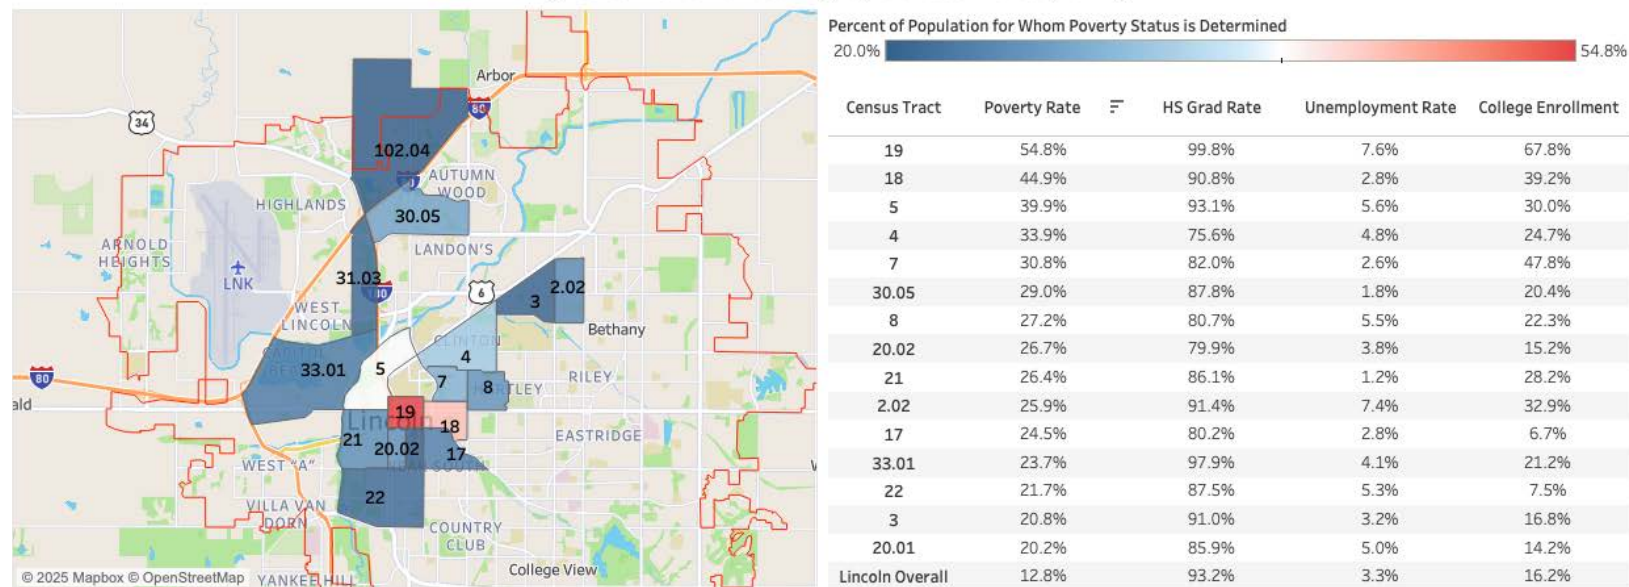 Arbor
80
34
102.04
AUTUMN
WOOD
HIGHLANDS
30.05
ARNOLD
HEIGHTS
LANDON'S
LNK
31.03
180
6
2.02
3
WEST
LINCOLN
Bethany
CLINTON
4
33.01
5
80
7
8
HARTLEY
RILEY
ald
19
Lincoln
18
EASTRIDGE
21
20.02
17
WEST "A"
22
VILLA VAN
DORN
COUNTRY
CLUB
College View
© 2025 Mapbox © OpenStreetMap
YANKEE HILL
Percent of Population for Whom Poverty Status is Determined
20.0% 54.8%
Census Tract Poverty Rate HS Grad Rate Unemployment Rate College Enrollment
19 54.8% 99.8% 7.6% 67.8%
18 44.9% 90.8% 2.8% 39.2%
5 39.9% 93.1% 5.6% 30.0%
4 33.9% 75.6% 4.8% 24.7%
7 30.8% 82.0% 2.6% 47.8%
30.05 29.0% 87.8% 1.8% 20.4%
8 27.2% 80.7% 5.5% 22.3%
20.02 26.7% 79.9% 3.8% 15.2%
21 26.4% 86.1% 1.2% 28.2%
2.02 25.9% 91.4% 7.4% 32.9%
17 24.5% 80.2% 2.8% 6.7%
33.01 23.7% 97.9% 4.1% 21.2%
22 21.7% 87.5% 5.3% 7.5%
3 20.8% 91.0% 3.2% 16.8%
20.01 20.2% 85.9% 5.0% 14.2%
Lincoln Overall 12.8% 93.2% 3.3% 16.2%